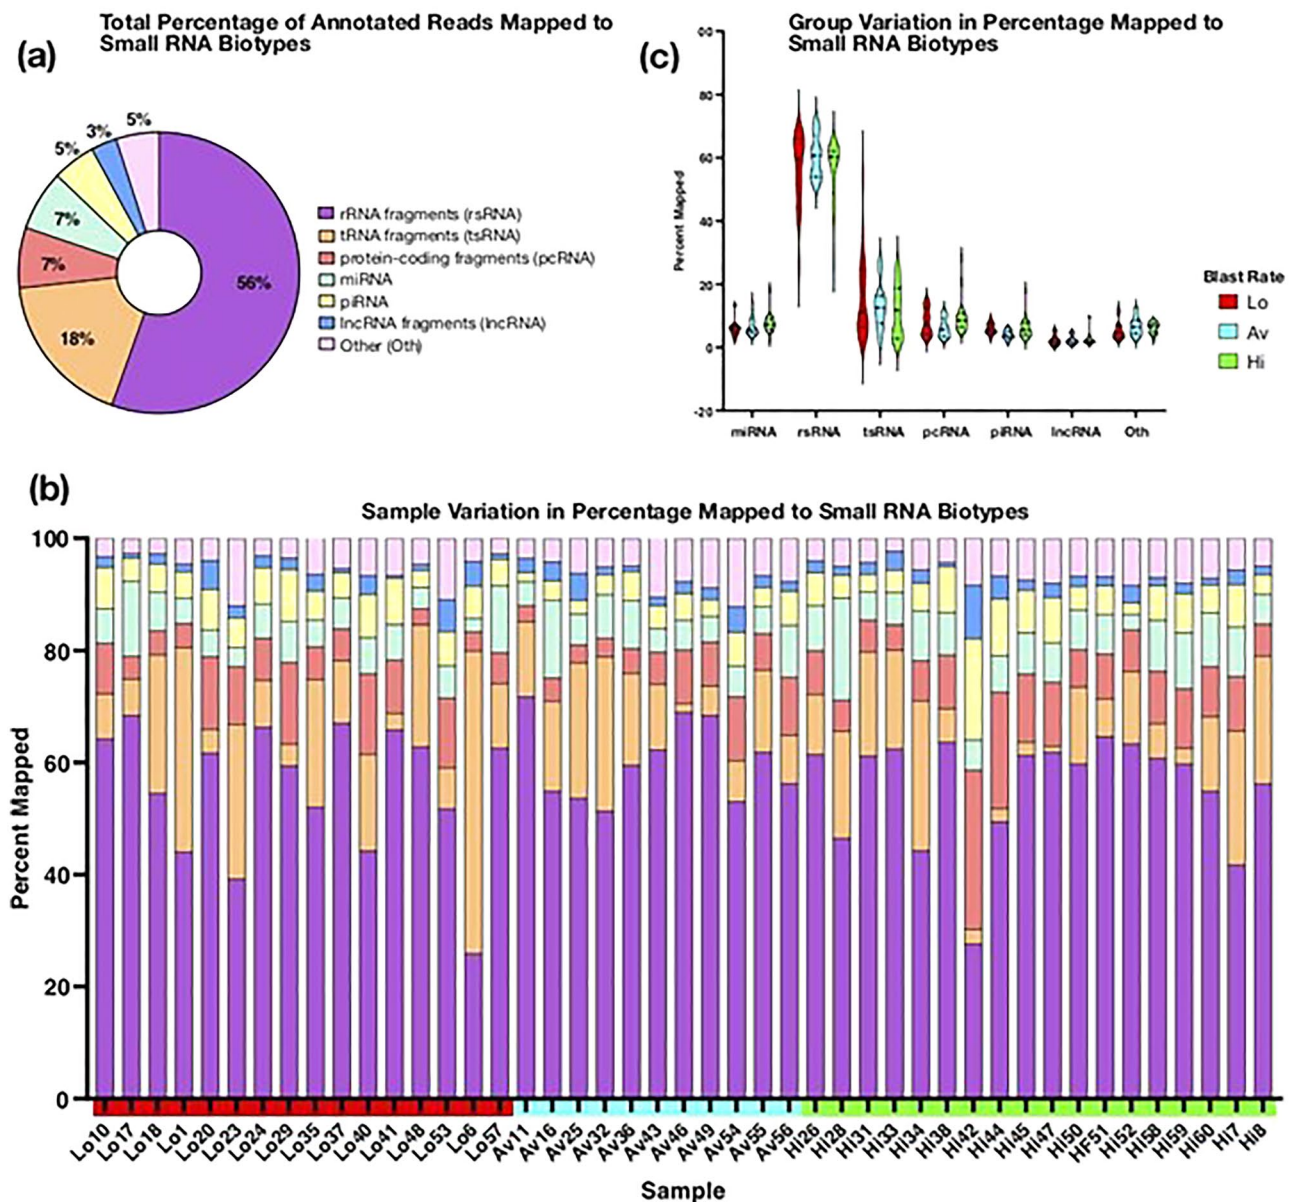 Total Percentage of Annotated Reads Mapped to
Small RNA Biotypes
(a)
5%
3%
5%
7%
7%
18%
56%
rRNA fragments (rsRNA)
tRNA fragments (tsRNA)
protein-coding fragments (pcRNA)
miRNA
piRNA
lncRNA fragments (lncRNA)
Other (Oth)
(c)
Group Variation in Percentage Mapped to
Small RNA Biotypes
00
80
60
40
20
0
-20
Percent Mapped
miRNA rsRNA tsRNA pcRNA piRNA lncRNA Oth
Blast Rate
Lo
Av
Hi
(b)
Sample Variation in Percentage Mapped to Small RNA Biotypes
100
80
60
40
20
0
Percent Mapped
Lo10 Lo17 Lo18 Lo1 Lo20 Lo23 Lo24 Lo29 Lo35 Lo37 Lo40 Lo41 Lo48 Lo53 Lo6 Lo57 Av11 Av16 Av25 Av32 Av36 Av43 Av46 Av49 Av54 Av55 Av56 HI26 HI28 HI31 HI33 HI34 HI38 HI42 HI44 HI45 HI47 HI50 HF51 HI52 HI58 HI59 HI60 HI7 HI8
Sample